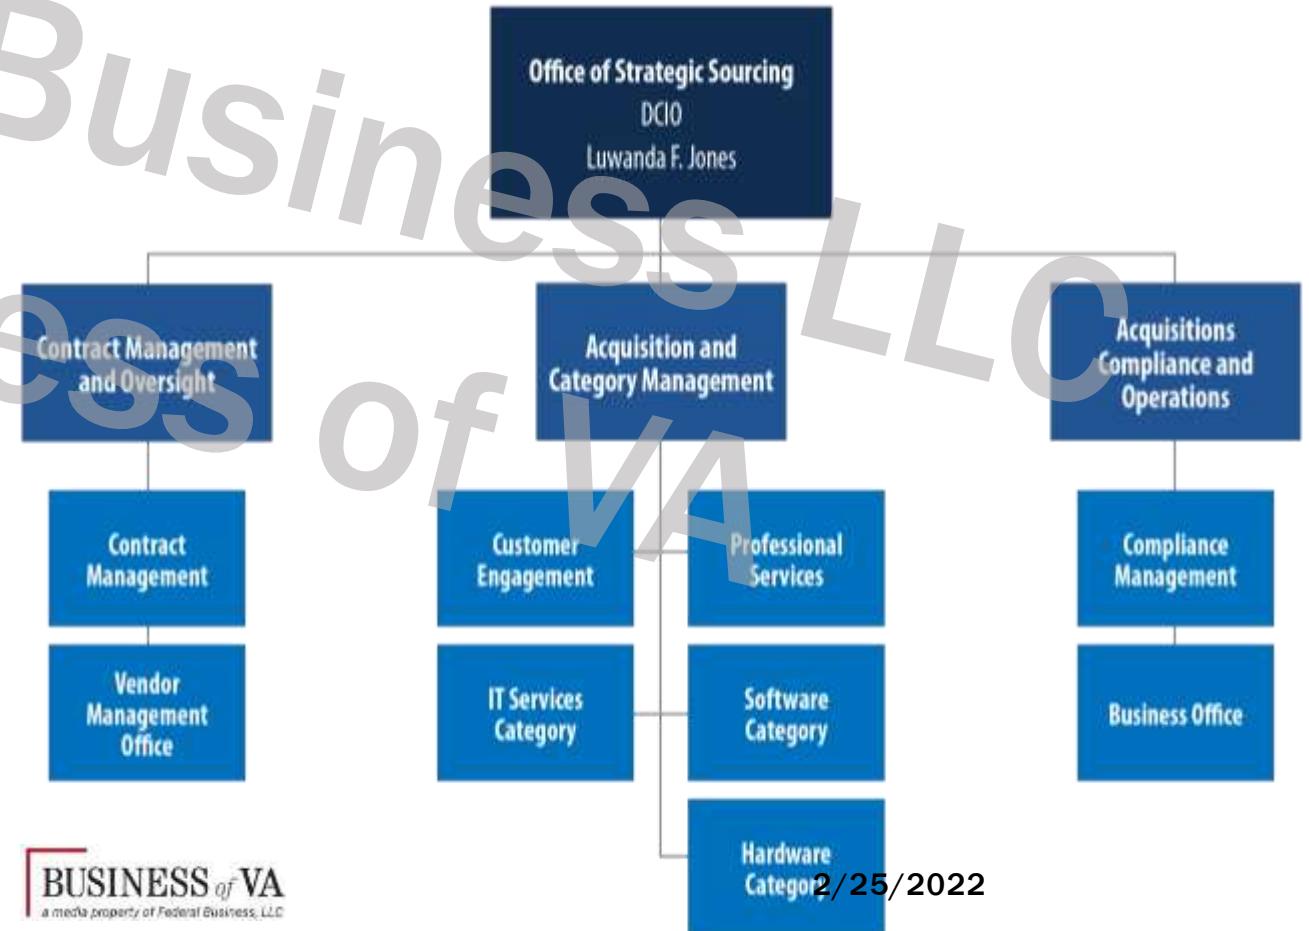 Office of Strategic Sourcing
DCIO
Luwanda F. Jones
Business LLC
ess of VA
Contract Management
and Oversight
Acquisition and
Category Management
Acquisitions
Compliance and
Operations
Contract
Management
Customer
Engagement
Professional
Services
Compliance
Management
Vendor
Management
Office
IT Services
Category
Software
Category
Business Office
Hardware
Category
2/25/2022
BUSINESS of VA
a media property of Federal Business, LLC